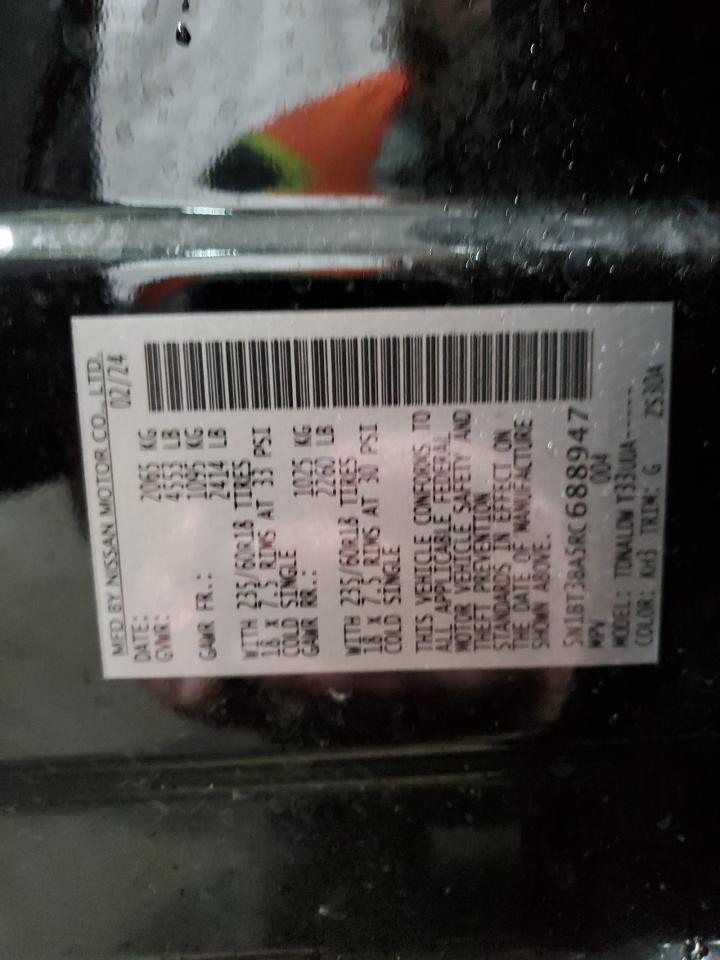 MFD BY NISSAN MOTOR CO., LTD.
DATE: 02/24
GVWR: 2065 KG
4553 LB
GAWR FR.: 1095 KG
2414 LB
WITH 235/60R18 TIRES
18 x 7.5 RIMS AT 33 PSI
COLD SINGLE
GAWR RR.: 1025 KG
2260 LB
WITH 235/60R18 TIRES
18 x 7.5 RIMS AT 30 PSI
COLD SINGLE
THIS VEHICLE CONFORMS TO
ALL APPLICABLE FEDERAL
MOTOR VEHICLE SAFETY AND
THEFT PREVENTION
STANDARDS IN EFFECT ON
THE DATE OF MANUFACTURE
SHOWN ABOVE.
5N1BT3BA5RC688947
MPV 004
MODEL: TDNALDW T33UUA-----
COLOR: KH3 TRIM: G 2S30A